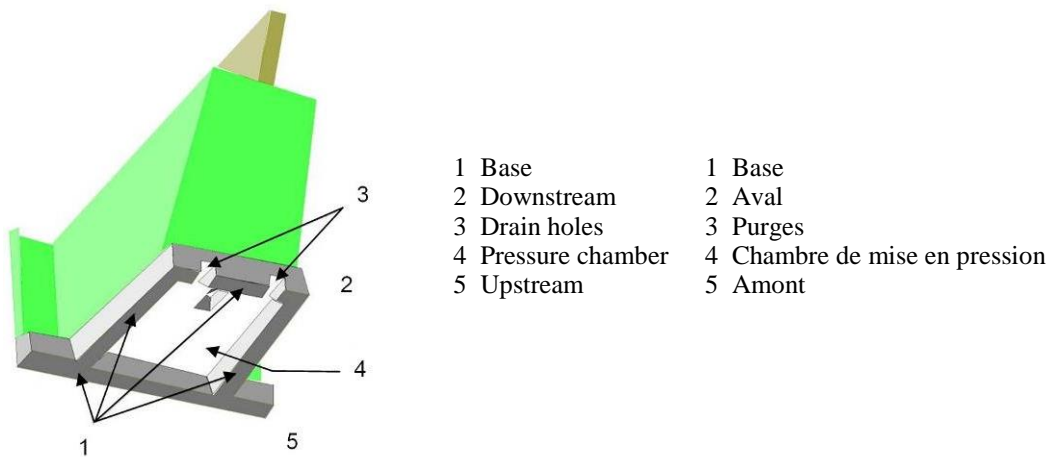 3
2
4
1
5
1 Base
2 Downstream
3 Drain holes
4 Pressure chamber
5 Upstream
1 Base
2 Aval
3 Purges
4 Chambre de mise en pression
5 Amont